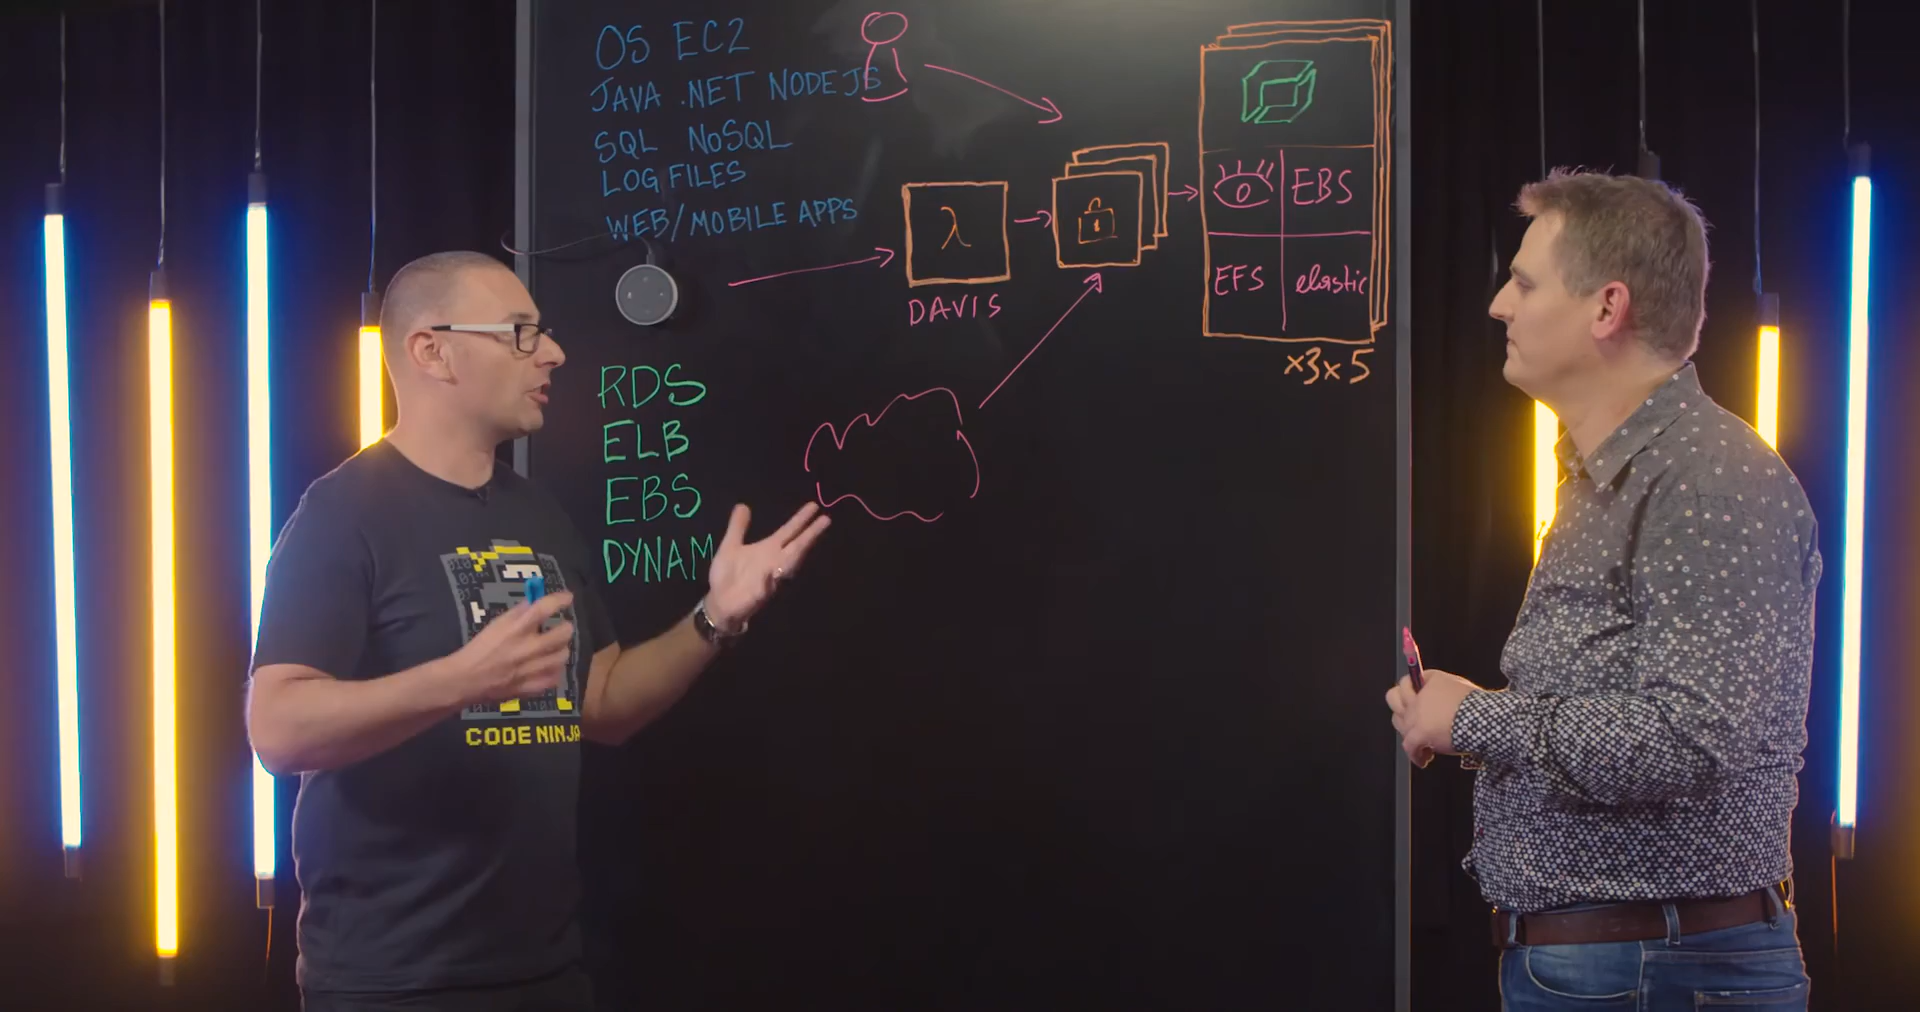 OS EC2
JAVA .NET NODEJS
SQL NoSQL
LOG FILES
WEB/MOBILE APPS
λ
DAVIS
EBS
EFS
elastic
x3x5
RDS
ELB
EBS
DYNAM
CODE NINJA